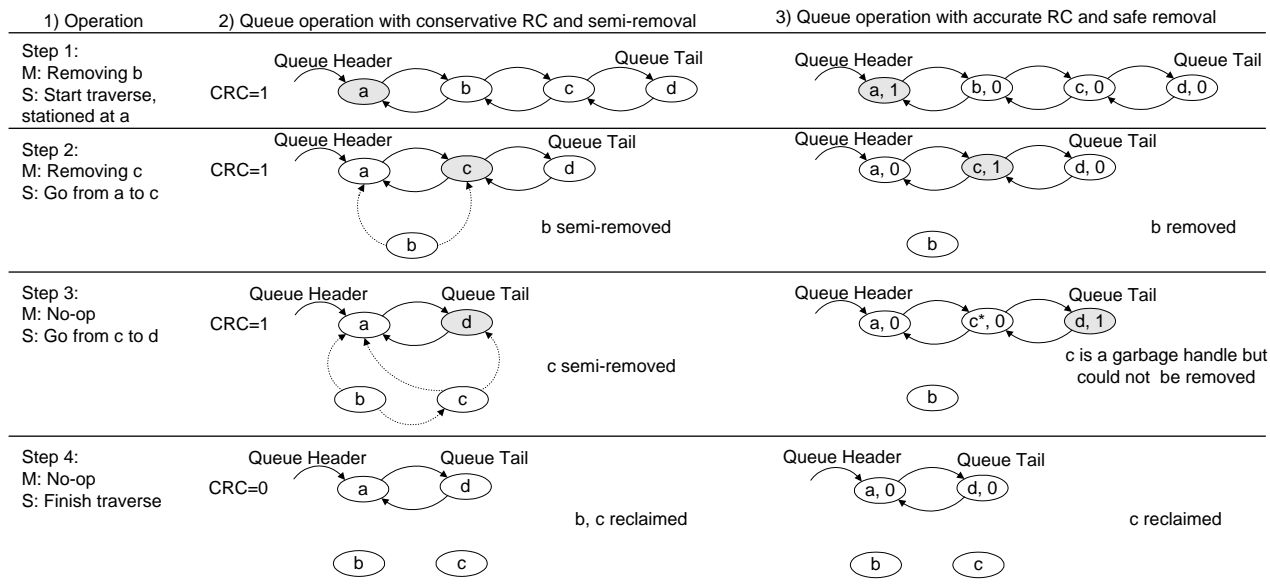 1) Operation
2) Queue operation with conservative RC and semi-removal
3) Queue operation with accurate RC and safe removal
Step 1:
M: Removing b
S: Start traverse,
stationed at a
CRC=1
Queue Header
Queue Tail
a
b
c
d
Queue Header
Queue Tail
a, 1
b, 0
c, 0
d, 0
Step 2:
M: Removing c
S: Go from a to c
CRC=1
Queue Header
Queue Tail
a
c
d
b
b semi-removed
Queue Header
Queue Tail
a, 0
c, 1
d, 0
b
b removed
Step 3:
M: No-op
S: Go from c to d
CRC=1
Queue Header
Queue Tail
a
d
c semi-removed
b
c
Queue Header
Queue Tail
a, 0
c*, 0
d, 1
c is a garbage handle but
could not be removed
b
Step 4:
M: No-op
S: Finish traverse
CRC=0
Queue Header
Queue Tail
a
d
b, c reclaimed
b
c
Queue Header
Queue Tail
a, 0
d, 0
c reclaimed
b
c